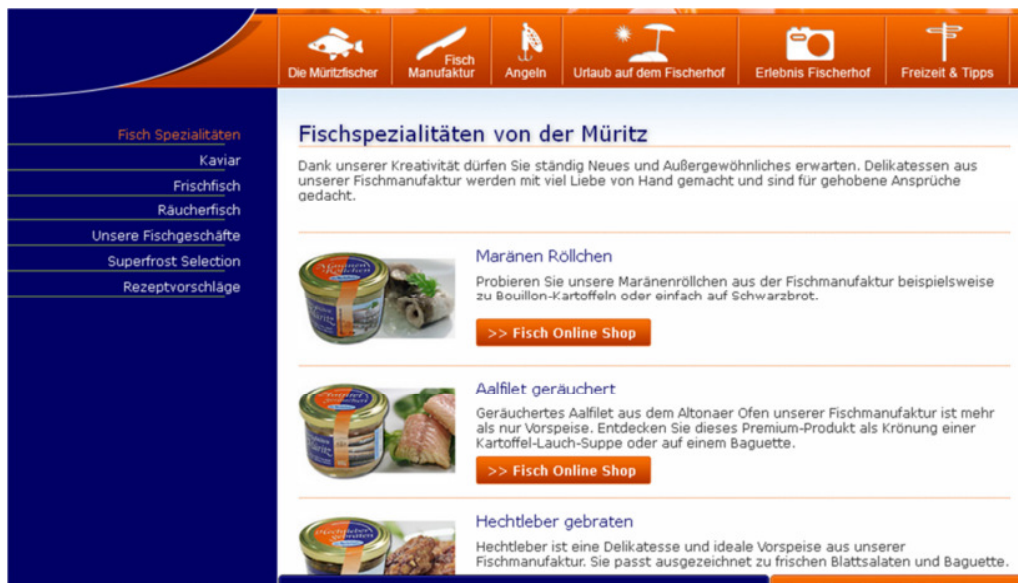 Die Müritzfischer
Fisch
Manufaktur
Angeln
Urlaub auf dem Fischerhof
Erlebnis Fischerhof
Freizeit & Tipps
Fisch Spezialitäten
Kaviar
Frischfisch
Räucherfisch
Unsere Fischgeschäfte
Superfrost Selection
Rezeptvorschläge
Fischspezialitäten von der Müritz
Dank unserer Kreativität dürfen Sie ständig Neues und Außergewöhnliches erwarten. Delikatessen aus
unserer Fischmanufaktur werden mit viel Liebe von Hand gemacht und sind für gehobene Ansprüche
gedacht.
Maränen
Röllchen
Müritz
Maränen Röllchen
Probieren Sie unsere Maränenröllchen aus der Fischmanufaktur beispielsweise
zu Bouillon-Kartoffeln oder einfach auf Schwarzbrot.
>> Fisch Online Shop
Müritz
Aalfilet geräuchert
Geräuchertes Aalfilet aus dem Altonaer Ofen unserer Fischmanufaktur ist mehr
als nur Vorspeise. Entdecken Sie dieses Premium-Produkt als Krönung einer
Kartoffel-Lauch-Suppe oder auf einem Baguette.
>> Fisch Online Shop
Hechtleber
gebraten
Hechtleber gebraten
Hechtleber ist eine Delikatesse und ideale Vorspeise aus unserer
Fischmanufaktur. Sie passt ausgezeichnet zu frischen Blattsalaten und Baguette.